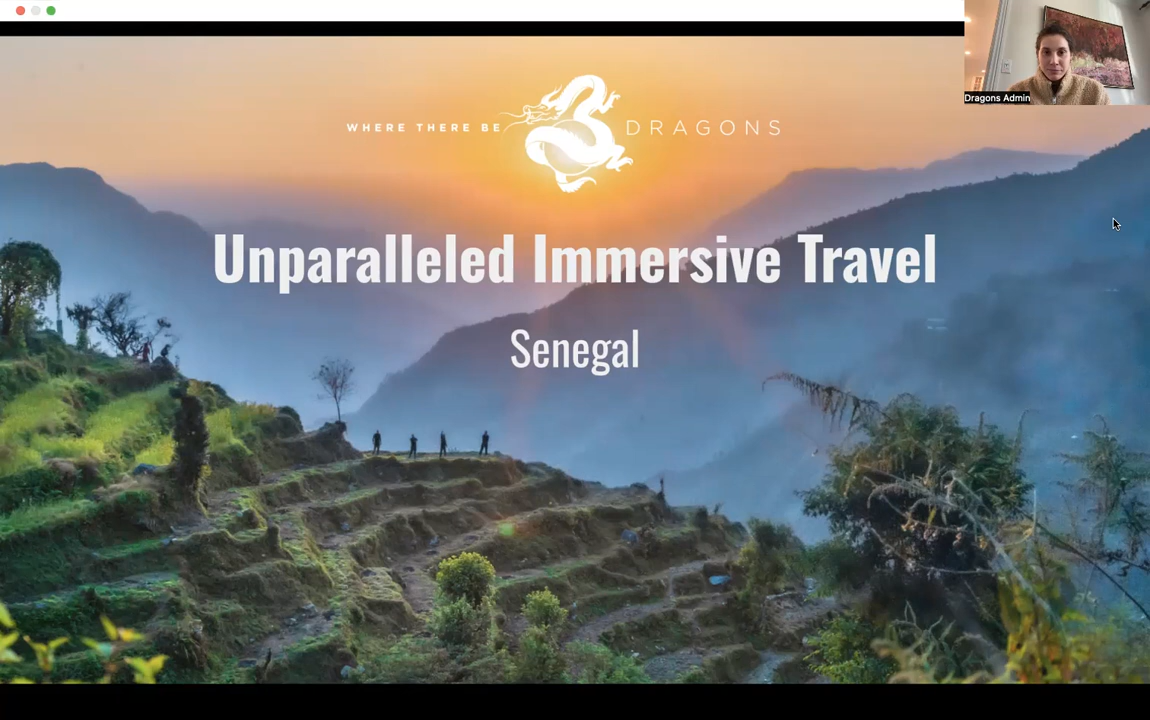 Dragons Admin
WHERE THERE BE DRAGONS
Unparalleled Immersive Travel
Senegal